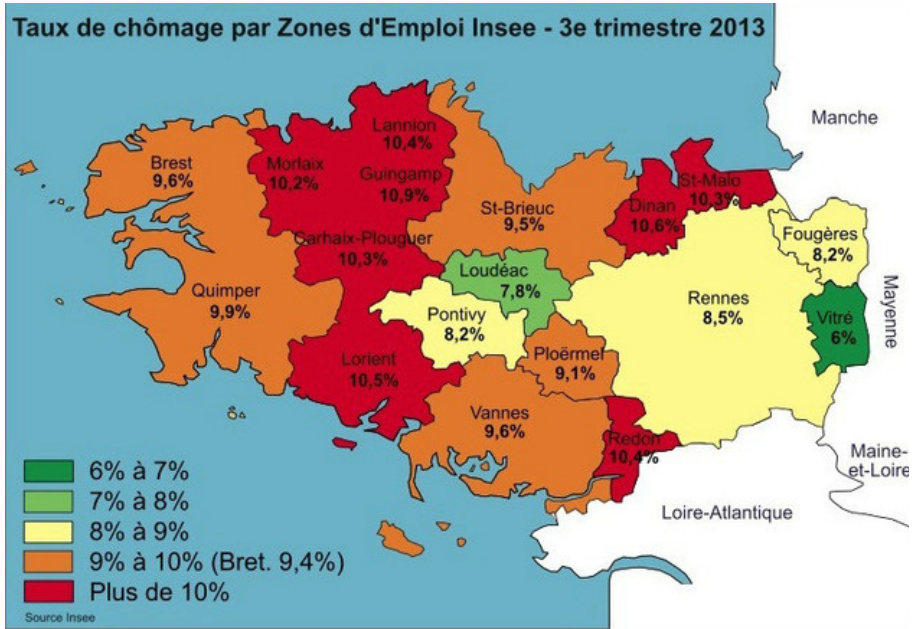 Taux de chômage par Zones d'Emploi Insee - 3e trimestre 2013
Manche
Lannion
10,4%
Brest
9,6%
Morlaix
10,2%
Guingamp
10,9%
St-Malo
10,3%
St-Brieuc
9,5%
Dinan
10,6%
Fougères
8,2%
Carhaix-Plouguer
10,3%
Loudéac
7,8%
Mayenne
Quimper
9,9%
Pontivy
8,2%
Rennes
8,5%
Vitré
6%
Lorient
10,5%
Ploërmel
9,1%
Vannes
9,6%
Redon
10,4%
Maine-
et-Loire
Loire-Atlantique
6% à 7%
7% à 8%
8% à 9%
9% à 10% (Bret. 9,4%)
Plus de 10%
Source Insee